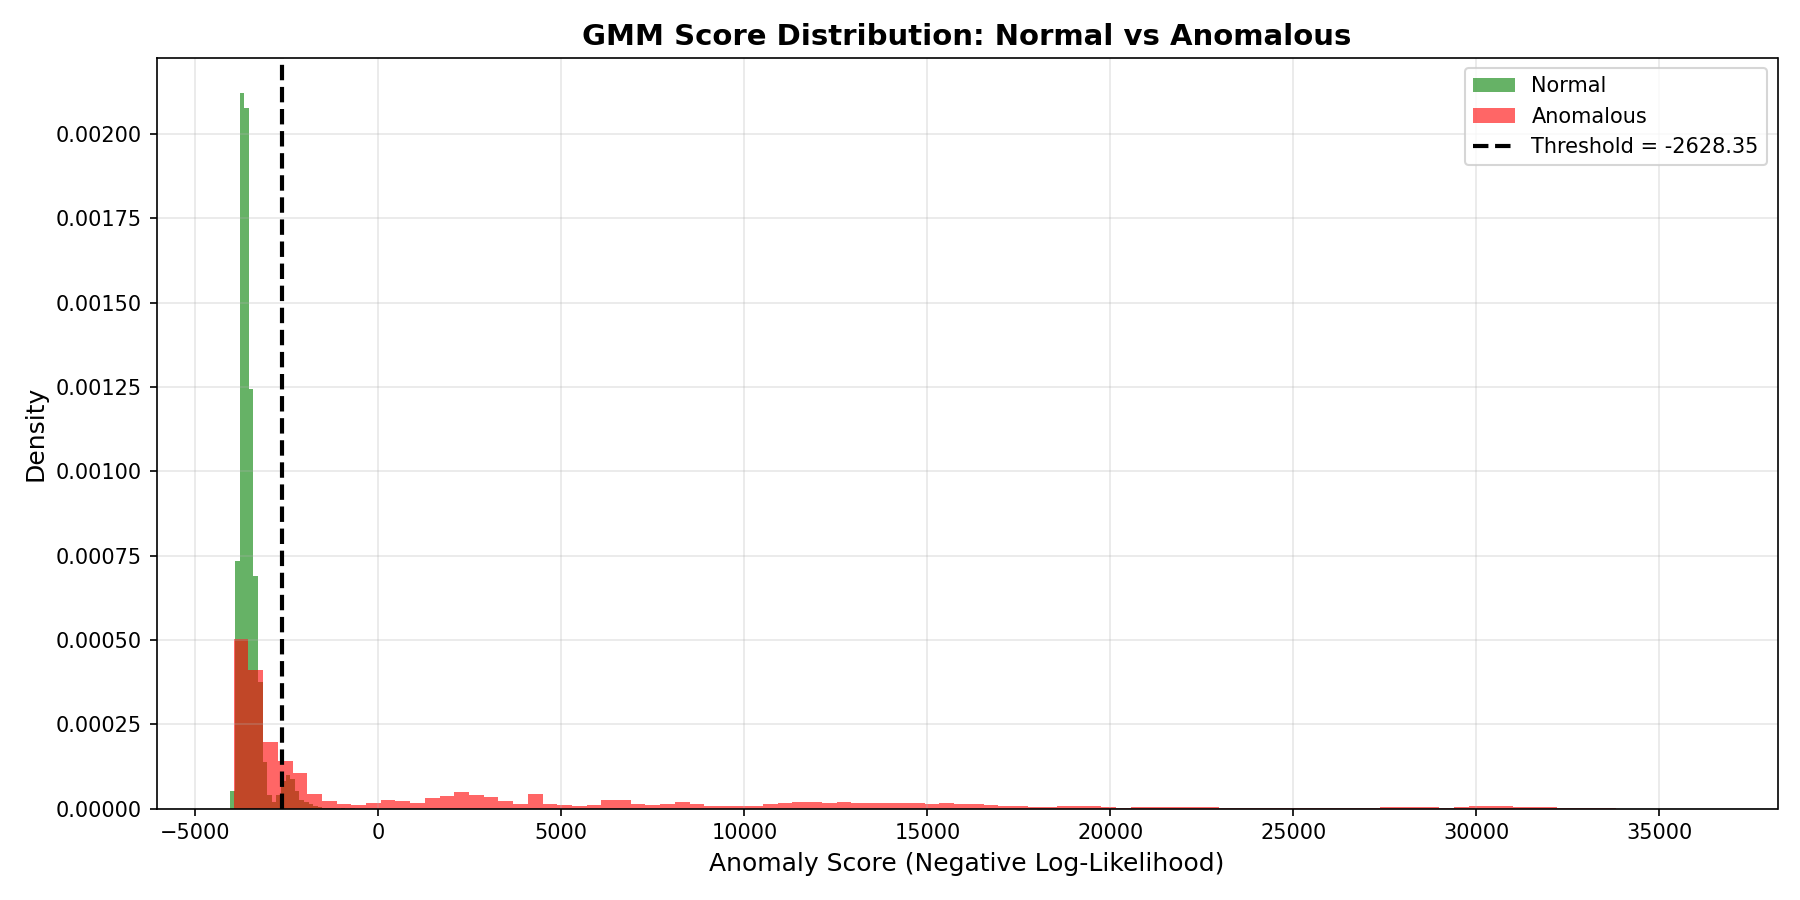 GMM Score Distribution: Normal vs Anomalous
Normal
Anomalous
Threshold = -2628.35
Density
0.00200
0.00175
0.00150
0.00125
0.00100
0.00075
0.00050
0.00025
0.00000
−5000 0 5000 10000 15000 20000 25000 30000 35000
Anomaly Score (Negative Log-Likelihood)